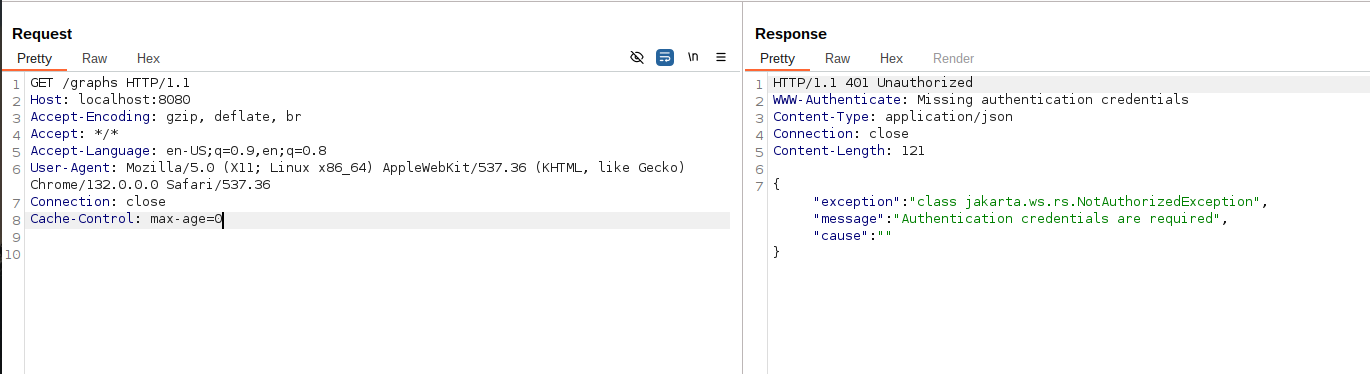 Request
Pretty Raw Hex
\n
1 GET /graphs HTTP/1.1
2 Host: localhost:8080
3 Accept-Encoding: gzip, deflate, br
4 Accept: */*
5 Accept-Language: en-US;q=0.9,en;q=0.8
6 User-Agent: Mozilla/5.0 (X11; Linux x86_64) AppleWebKit/537.36 (KHTML, like Gecko)
Chrome/132.0.0.0 Safari/537.36
7 Connection: close
8 Cache-Control: max-age=0
9
10
Response
Pretty Raw Hex Render
1 HTTP/1.1 401 Unauthorized
2 WWW-Authenticate: Missing authentication credentials
3 Content-Type: application/json
4 Connection: close
5 Content-Length: 121
6
7 {
"exception":"class jakarta.ws.rs.NotAuthorizedException",
"message":"Authentication credentials are required",
"cause":""
}